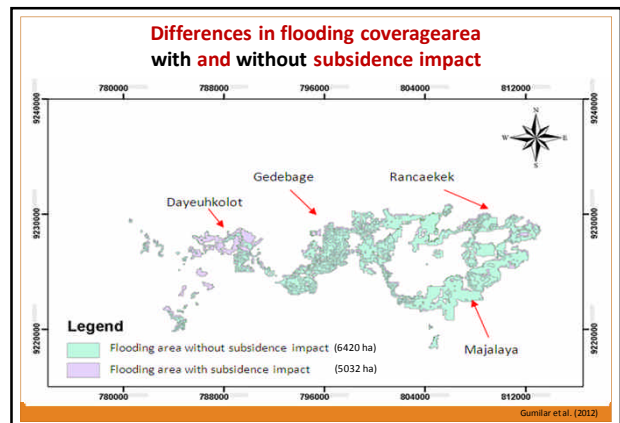 Differences in flooding coveragearea
with and without subsidence impact
780000 788000 796000 804000 812000
9240000 9240000
N
W E
S
Gedebage Rancaekek
Dayeuhkolot
9230000 9230000
Legend
Flooding area without subsidence impact (6420 ha)
Flooding area with subsidence impact (5032 ha)
Majalaya
9220000 9220000
780000 788000 796000 804000 812000
Gumilar et al. (2012)